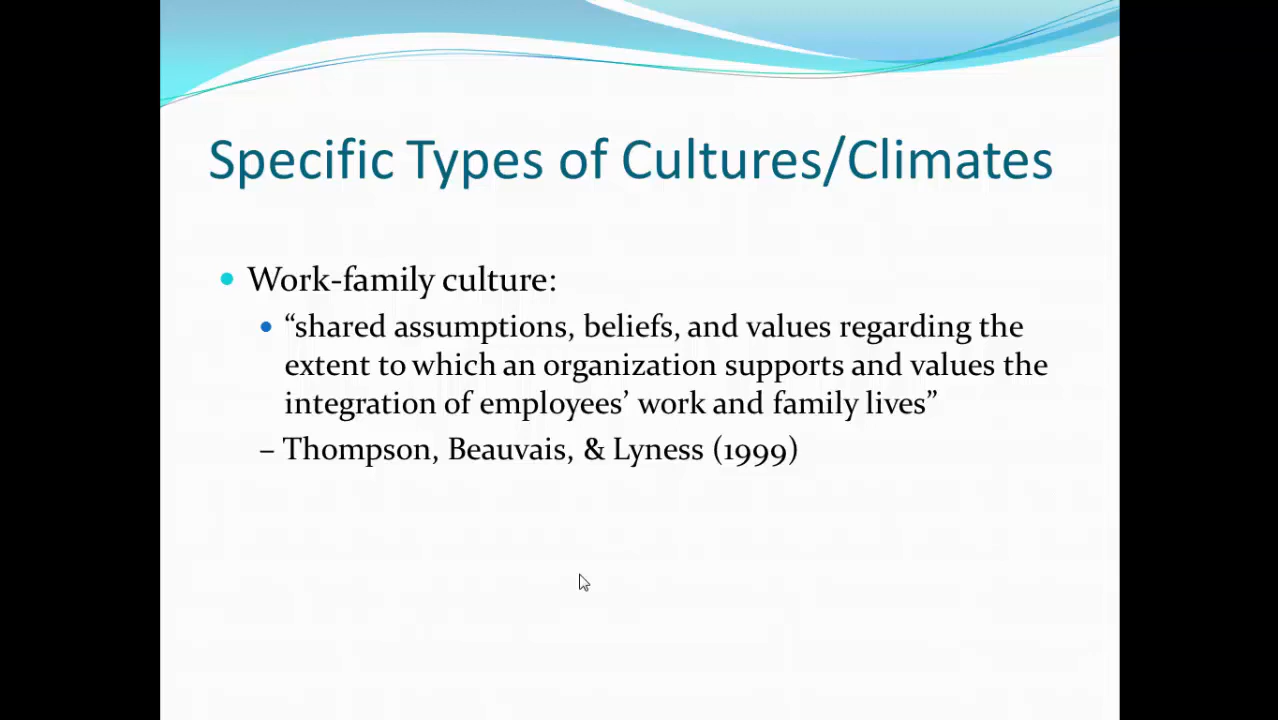 Specific Types of Cultures/Climates
• Work-family culture:
• “shared assumptions, beliefs, and values regarding the
extent to which an organization supports and values the
integration of employees’ work and family lives”
– Thompson, Beauvais, & Lyness (1999)